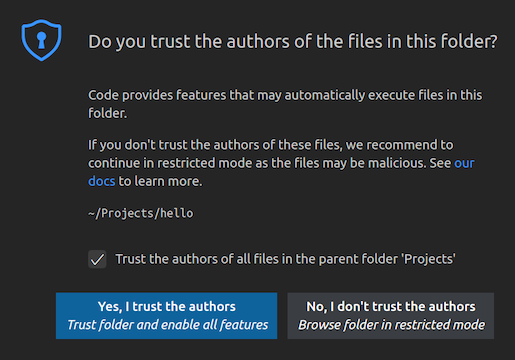 Do you trust the authors of the files in this folder?
Code provides features that may automatically execute files in this
folder.
If you don't trust the authors of these files, we recommend to
continue in restricted mode as the files may be malicious. See our
docs to learn more.
~/Projects/hello
Trust the authors of all files in the parent folder 'Projects'
Yes, I trust the authors
Trust folder and enable all features
No, I don't trust the authors
Browse folder in restricted mode